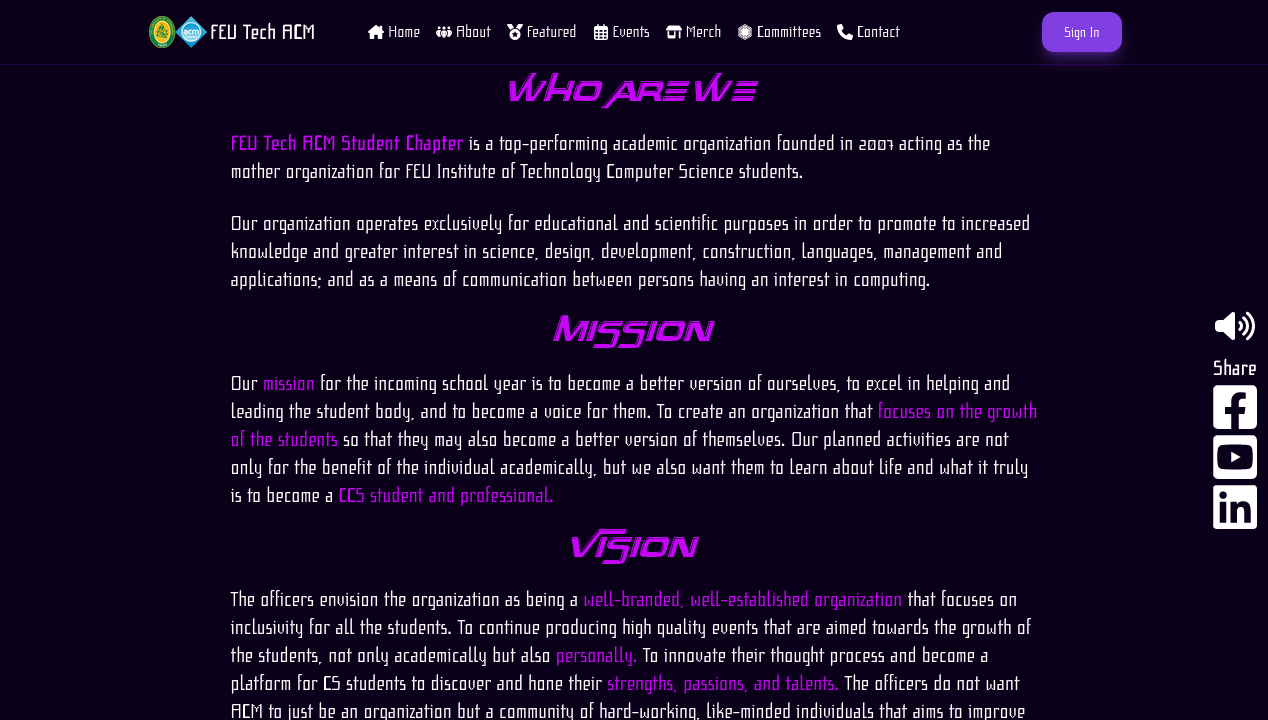 FEU Tech ACM
Home
About
Featured
Events
Merch
Committees
Contact
Sign In
Who Are We
FEU Tech ACM Student Chapter is a top-performing academic organization founded in 2007 acting as the
mother organization for FEU Institute of Technology Computer Science students.
Our organization operates exclusively for educational and scientific purposes in order to promote to increased
knowledge and greater interest in science, design, development, construction, languages, management and
applications; and as a means of communication between persons having an interest in computing.
Mission
Our mission for the incoming school year is to become a better version of ourselves, to excel in helping and
leading the student body, and to become a voice for them. To create an organization that focuses on the growth
of the students so that they may also become a better version of themselves. Our planned activities are not
only for the benefit of the individual academically, but we also want them to learn about life and what it truly
is to become a CCS student and professional.
Share
Vision
The officers envision the organization as being a well-branded, well-established organization that focuses on
inclusivity for all the students. To continue producing high quality events that are aimed towards the growth of
the students, not only academically but also personally. To innovate their thought process and become a
platform for CS students to discover and hone their strengths, passions, and talents. The officers do not want
ACM to just be an organization but a community of hard-working, like-minded individuals that aims to improve